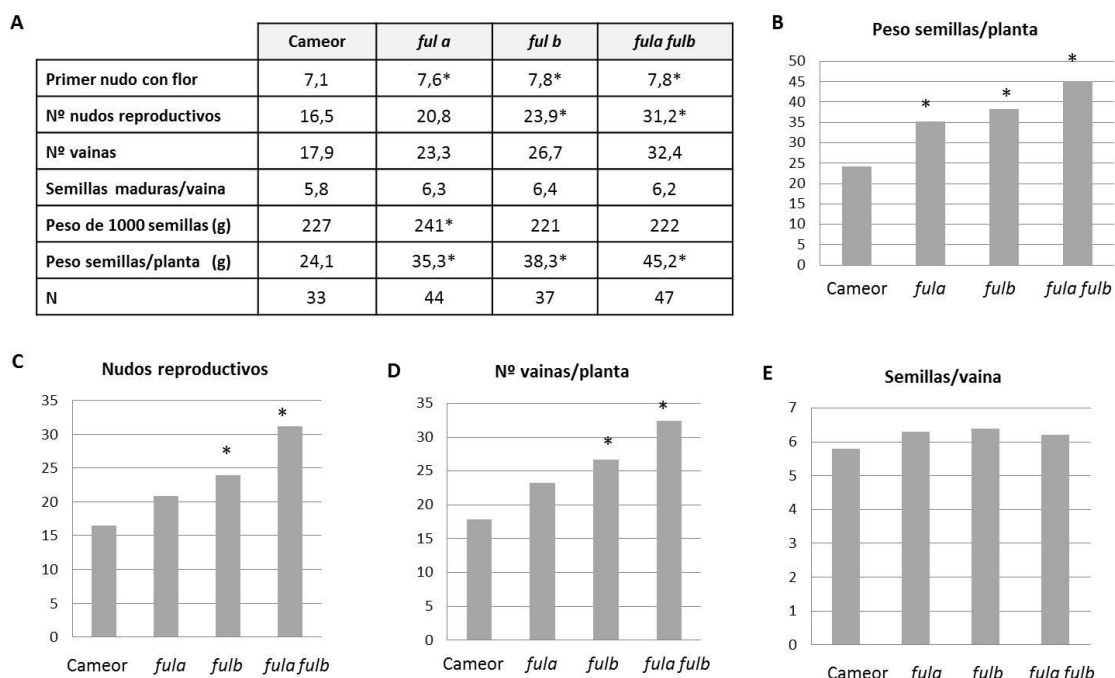 A
Cameor ful a ful b fula fulb
Primer nudo con flor 7,1 7,6* 7,8* 7,8*
Nº nudos reproductivos 16,5 20,8 23,9* 31,2*
Nº vainas 17,9 23,3 26,7 32,4
Semillas maduras/vaina 5,8 6,3 6,4 6,2
Peso de 1000 semillas (g) 227 241* 221 222
Peso semillas/planta (g) 24,1 35,3* 38,3* 45,2*
N 33 44 37 47
B
Peso semillas/planta
50
45
40
35
30
25
20
15
10
5
0
* * *
Cameor fula fulb fula fulb
C
Nudos reproductivos
35
30
25
20
15
10
5
0
* *
Cameor fula fulb fula fulb
D
Nº vainas/planta
35
30
25
20
15
10
5
0
* *
Cameor fula fulb fula fulb
E
Semillas/vaina
7
6
5
4
3
2
1
0
Cameor fula fulb fula fulb